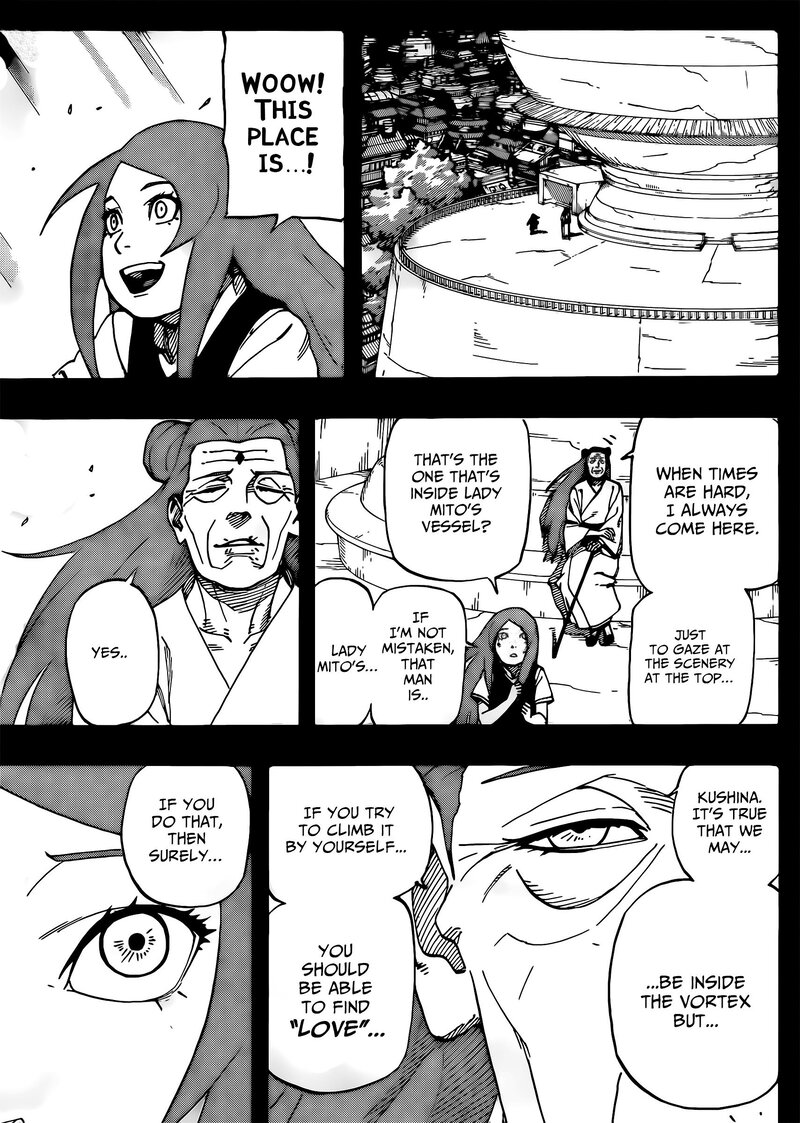 WOOW!
THIS
PLACE
IS...!
WHEN TIMES
ARE HARD,
I ALWAYS
COME HERE.
JUST
TO GAZE AT
THE SCENERY
AT THE TOP...
THAT'S THE
ONE THAT'S
INSIDE LADY
MITO'S
VESSEL?
IF
I'M NOT
MISTAKEN,
THAT
MAN
IS..
LADY
MITO'S...
YES..
KUSHINA.
IT'S TRUE
THAT WE
MAY...
...BE INSIDE
THE VORTEX
BUT...
IF YOU TRY
TO CLIMB IT
BY YOURSELF...
YOU
SHOULD
BE ABLE
TO FIND
"LOVE"...
IF YOU
DO THAT,
THEN
SURELY...